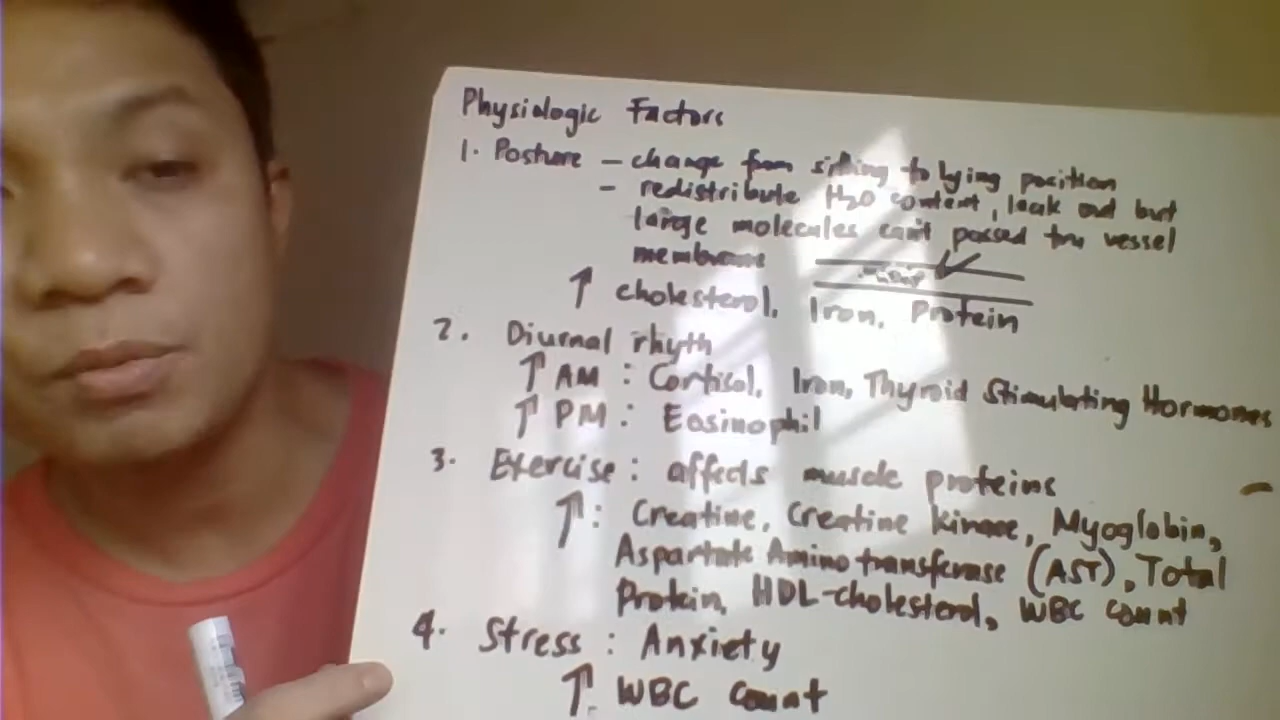 Physiologic Factors
1. Posture - change from sitting to lying position
- redistribute H2O content, leak out but
large molecules can't passed thru vessel
membrane
↑ cholesterol, Iron, Protein
2. Diurnal rhyth
↑ AM : Cortisol, Iron, Thyroid Stimulating Hormones
↑ PM : Eosinophil
3. Exercise : affects muscle proteins
↑ : Creatine, Creatine kinase, Myoglobin,
Aspartate Aminotransferase (AST), Total
Protein, HDL-cholesterol, WBC count
4. Stress : Anxiety
↑ : WBC count